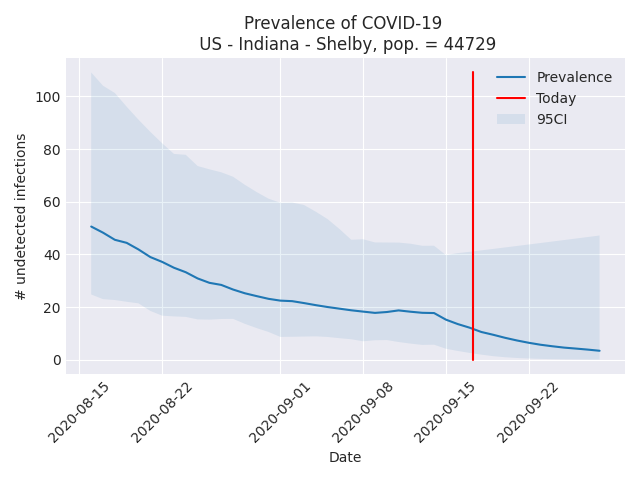 Prevalence of COVID-19
US - Indiana - Shelby, pop. = 44729
Prevalence
Today
95CI
# undetected infections
100
80
60
40
20
0
2020-08-15
2020-08-22
2020-09-01
2020-09-08
2020-09-15
2020-09-22
Date